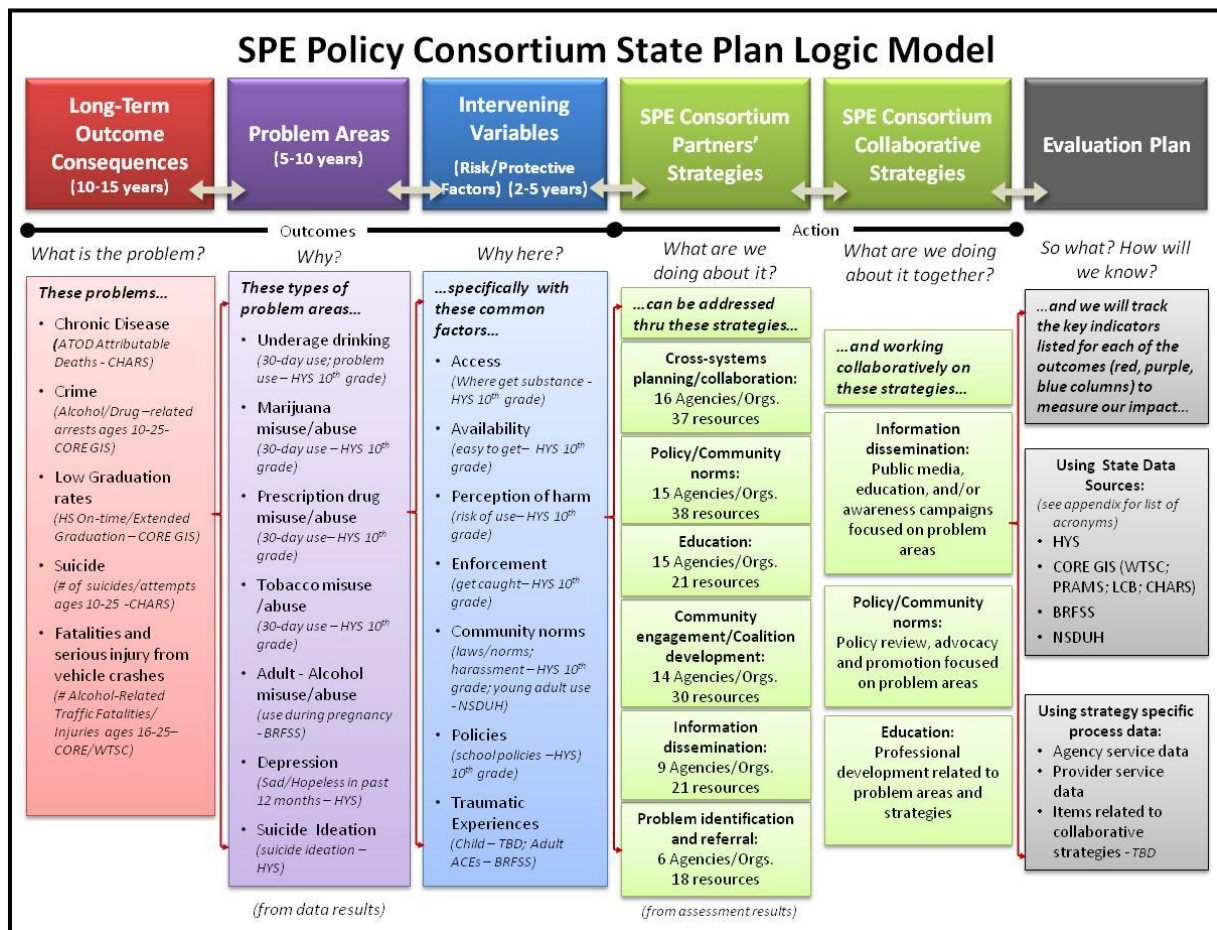 SPE Policy Consortium State Plan Logic Model
Long-Term
Outcome
Consequences
(10-15 years)
Problem Areas
(5-10 years)
Intervening
Variables
(Risk/Protective
Factors) (2-5 years)
SPE Consortium
Partners'
Strategies
SPE Consortium
Collaborative
Strategies
Evaluation Plan
Outcomes
Action
What is the problem?
These problems...
• Chronic Disease
(ATOD Attributable
Deaths - CHARS)
• Crime
(Alcohol/Drug –related
arrests ages 10-25-
CORE GIS)
• Low Graduation
rates
(HS On-time/Extended
Graduation – CORE GIS)
• Suicide
(# of suicides/attempts
ages 10-25 -CHARS)
• Fatalities and
serious injury from
vehicle crashes
(# Alcohol-Related
Traffic Fatalities/
Injuries ages 16-25–
CORE/WTSC)
Why?
These types of
problem areas...
• Underage drinking
(30-day use; problem
use – HYS 10th grade)
• Marijuana
misuse/abuse
(30-day use – HYS 10th
grade)
• Prescription drug
misuse/abuse
(30-day use– HYS 10th
grade)
• Tobacco misuse
/abuse
(30-day use – HYS 10th
grade)
• Adult - Alcohol
misuse/abuse
(use during pregnancy
-BRFSS)
• Depression
(Sad/Hopeless in past
12 months – HYS)
• Suicide Ideation
(suicide ideation –
HYS)
(from data results)
Why here?
...specifically with
these common
factors...
• Access
(Where get substance -
HYS 10th grade)
• Availability
(easy to get– HYS 10th
grade)
• Perception of harm
(risk of use– HYS 10th
grade)
• Enforcement
(get caught– HYS 10th
grade)
• Community norms
(laws/norms;
harassment – HYS 10th
grade; young adult use
-NSDUH)
• Policies
(school policies –HYS)
10th grade)
• Traumatic
Experiences
(Child – TBD; Adult
ACEs – BRFSS)
What are we
doing about it?
...can be addressed
thru these strategies...
Cross-systems
planning/collaboration:
16 Agencies/Orgs.
37 resources
Policy/Community
norms:
15 Agencies/Orgs.
38 resources
Education:
15 Agencies/Orgs.
21 resources
Community
engagement/Coalition
development:
14 Agencies/Orgs.
30 resources
Information
dissemination:
9 Agencies/Orgs.
21 resources
Problem identification
and referral:
6 Agencies/Orgs.
18 resources
(from assessment results)
What are we doing
about it together?
...and working
collaboratively on
these strategies...
Information
dissemination:
Public media,
education, and/or
awareness campaigns
focused on problem
areas
Policy/Community
norms:
Policy review, advocacy
and promotion focused
on problem areas
Education:
Professional
development related to
problem areas and
strategies
So what? How will
we know?
...and we will track
the key indicators
listed for each of the
outcomes (red, purple,
blue columns) to
measure our impact...
Using State Data
Sources:
(see appendix for list of
acronyms)
• HYS
• CORE GIS (WTSC;
PRAMS; LCB; CHARS)
• BRFSS
• NSDUH
Using strategy specific
process data:
• Agency service data
• Provider service
data
• Items related to
collaborative
strategies - TBD